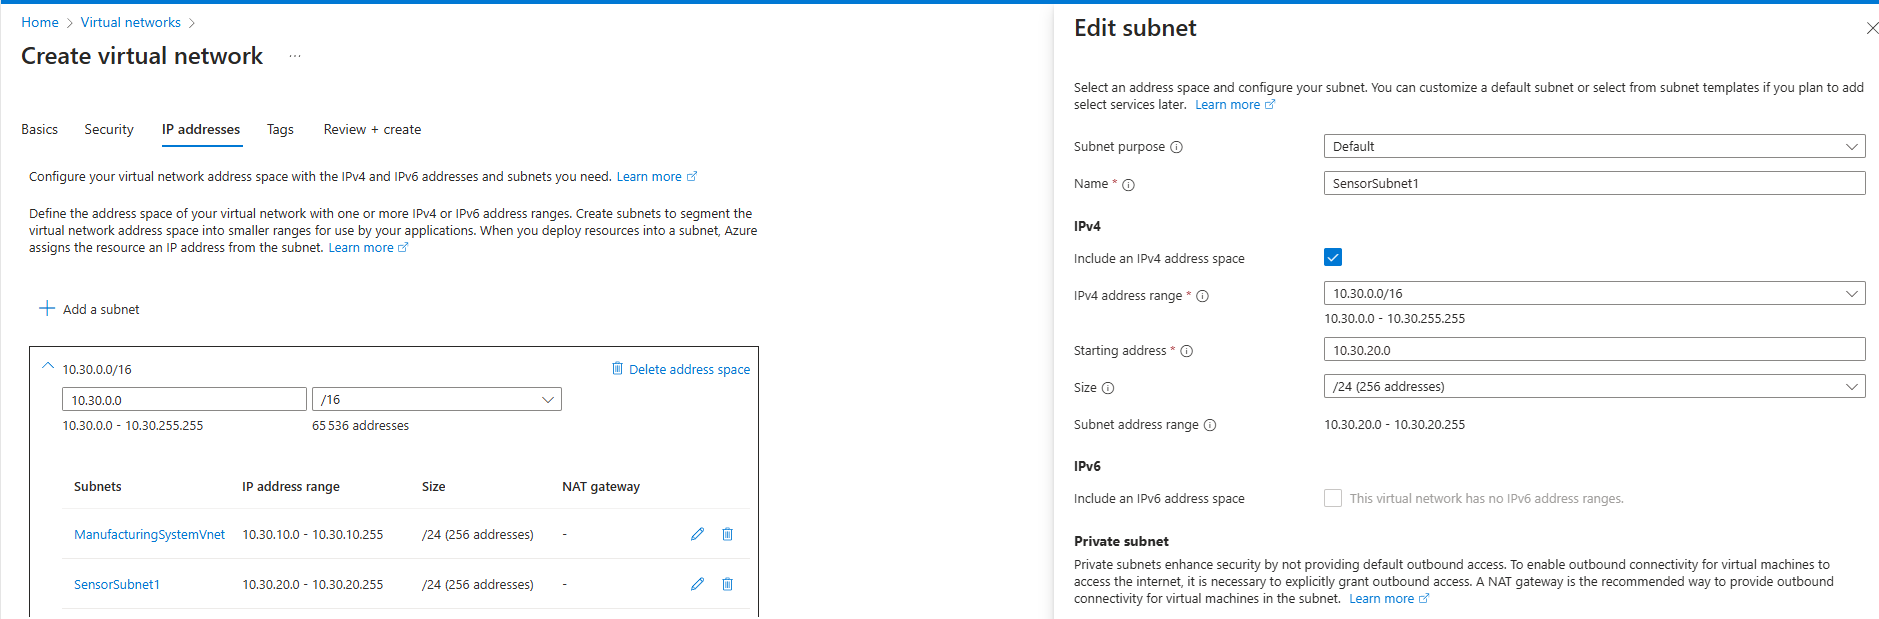 Home > Virtual networks >
Create virtual network ...
Basics Security IP addresses Tags Review + create
Configure your virtual network address space with the IPv4 and IPv6 addresses and subnets you need. Learn more
Define the address space of your virtual network with one or more IPv4 or IPv6 address ranges. Create subnets to segment the
virtual network address space into smaller ranges for use by your applications. When you deploy resources into a subnet, Azure
assigns the resource an IP address from the subnet. Learn more
+ Add a subnet
10.30.0.0/16 Delete address space
10.30.0.0 /16
10.30.0.0 - 10.30.255.255 65 536 addresses
Subnets IP address range Size NAT gateway
ManufacturingSystemVnet 10.30.10.0 - 10.30.10.255 /24 (256 addresses) -
SensorSubnet1 10.30.20.0 - 10.30.20.255 /24 (256 addresses) -
Edit subnet
Select an address space and configure your subnet. You can customize a default subnet or select from subnet templates if you plan to add
select services later. Learn more
Subnet purpose Default
Name * SensorSubnet1
IPv4
Include an IPv4 address space
IPv4 address range * 10.30.0.0/16
10.30.0.0 - 10.30.255.255
Starting address * 10.30.20.0
Size /24 (256 addresses)
Subnet address range 10.30.20.0 - 10.30.20.255
IPv6
Include an IPv6 address space This virtual network has no IPv6 address ranges.
Private subnet
Private subnets enhance security by not providing default outbound access. To enable outbound connectivity for virtual machines to
access the internet, it is necessary to explicitly grant outbound access. A NAT gateway is the recommended way to provide outbound
connectivity for virtual machines in the subnet. Learn more